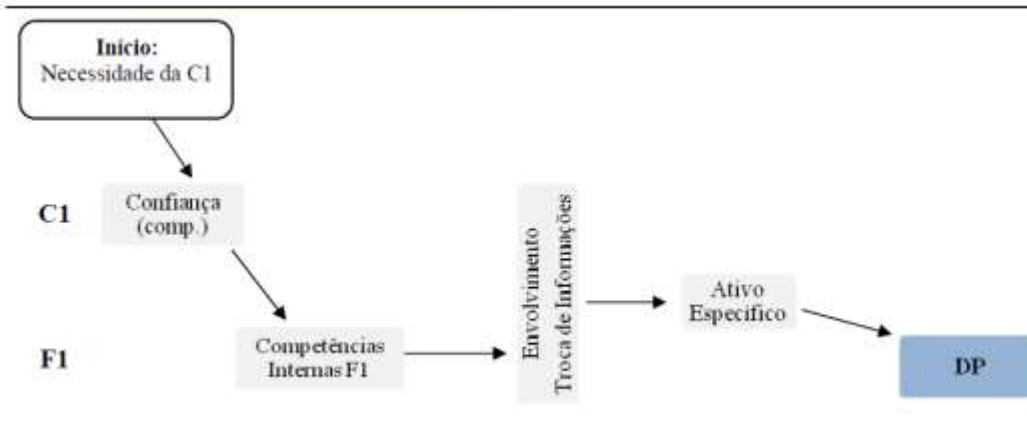 Início:
Necessidade da C1
C1
Confiança
(comp.)
F1
Competências
Internas F1
Envolvimento
Troca de Informações
Ativo
Específico
DP